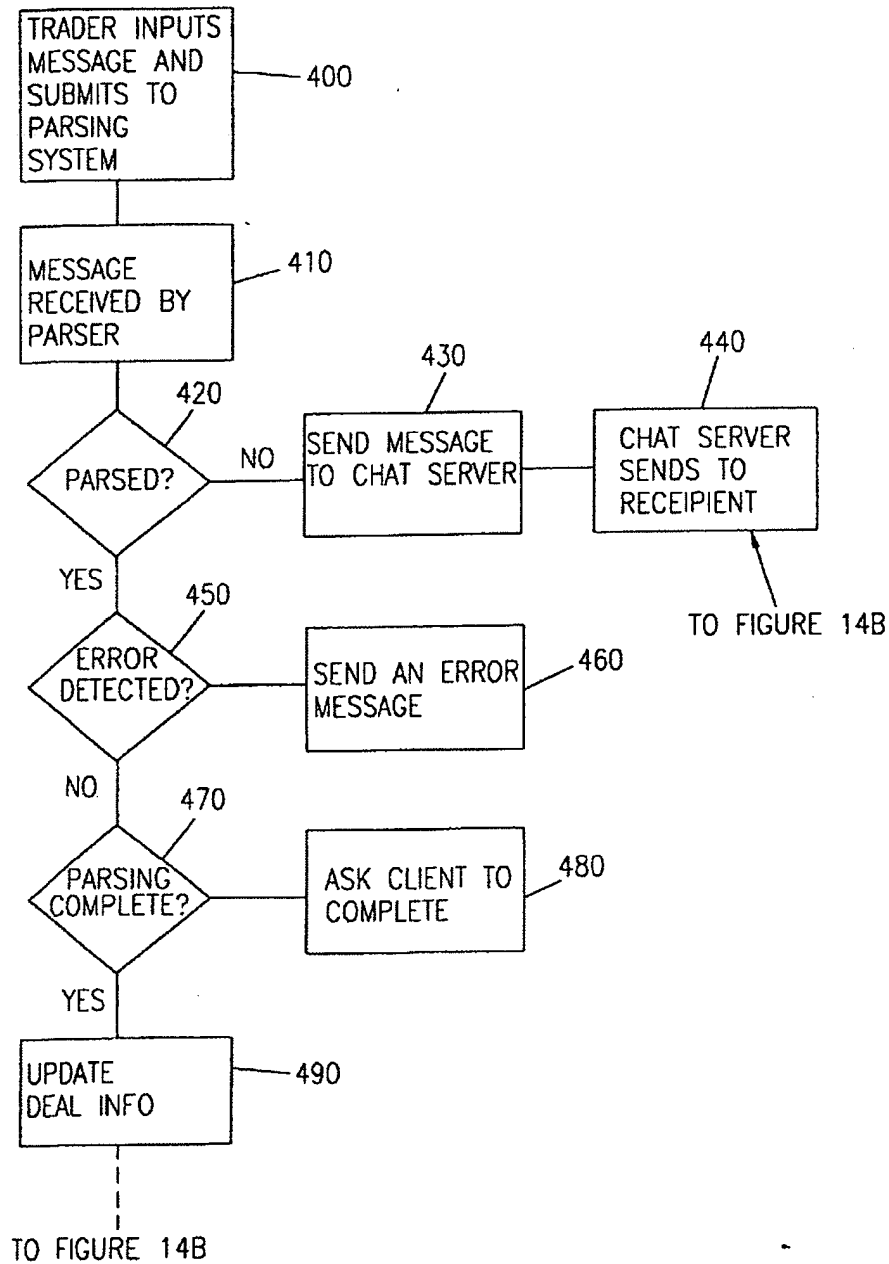 TRADER INPUTS
MESSAGE AND
SUBMITS TO
PARSING
SYSTEM
400
MESSAGE
RECEIVED BY
PARSER
410
420
PARSED?
NO
430
SEND MESSAGE
TO CHAT SERVER
440
CHAT SERVER
SENDS TO
RECEIPIENT
TO FIGURE 14B
YES
450
ERROR
DETECTED?
SEND AN ERROR
MESSAGE
460
NO
470
PARSING
COMPLETE?
ASK CLIENT TO
COMPLETE
480
YES
UPDATE
DEAL INFO
490
TO FIGURE 14B